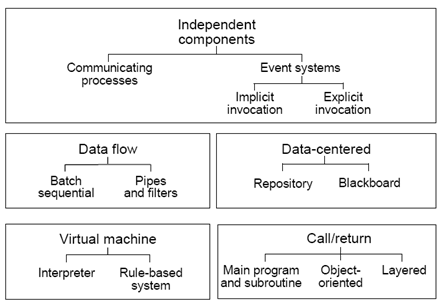 Independent
components
Communicating
processes
Event systems
Implicit
invocation
Explicit
invocation
Data flow
Batch
sequential
Pipes
and filters
Data-centered
Repository
Blackboard
Virtual machine
Interpreter
Rule-based
system
Call/return
Main program
and subroutine
Object-
oriented
Layered